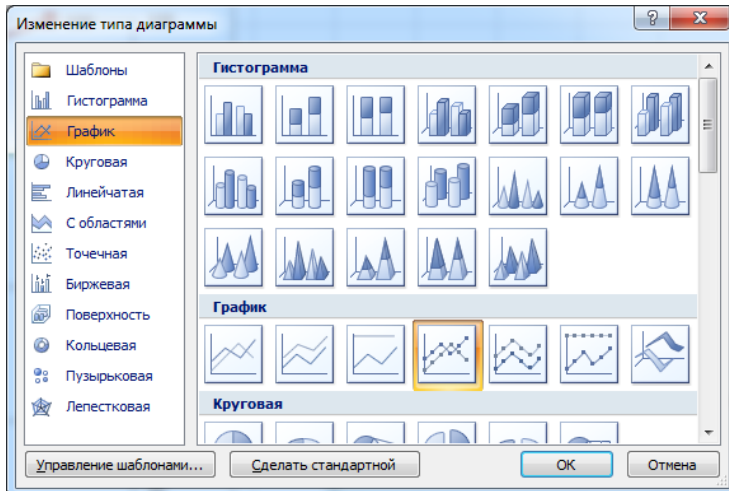 Изменение типа диаграммы
Шаблоны
Гистограмма
График
Круговая
Линейчатая
С областями
Точечная
Биржевая
Поверхность
Кольцевая
Пузырьковая
Лепестковая
Гистограмма
График
Круговая
Управление шаблонами...
Сделать стандартной
ОК
Отмена